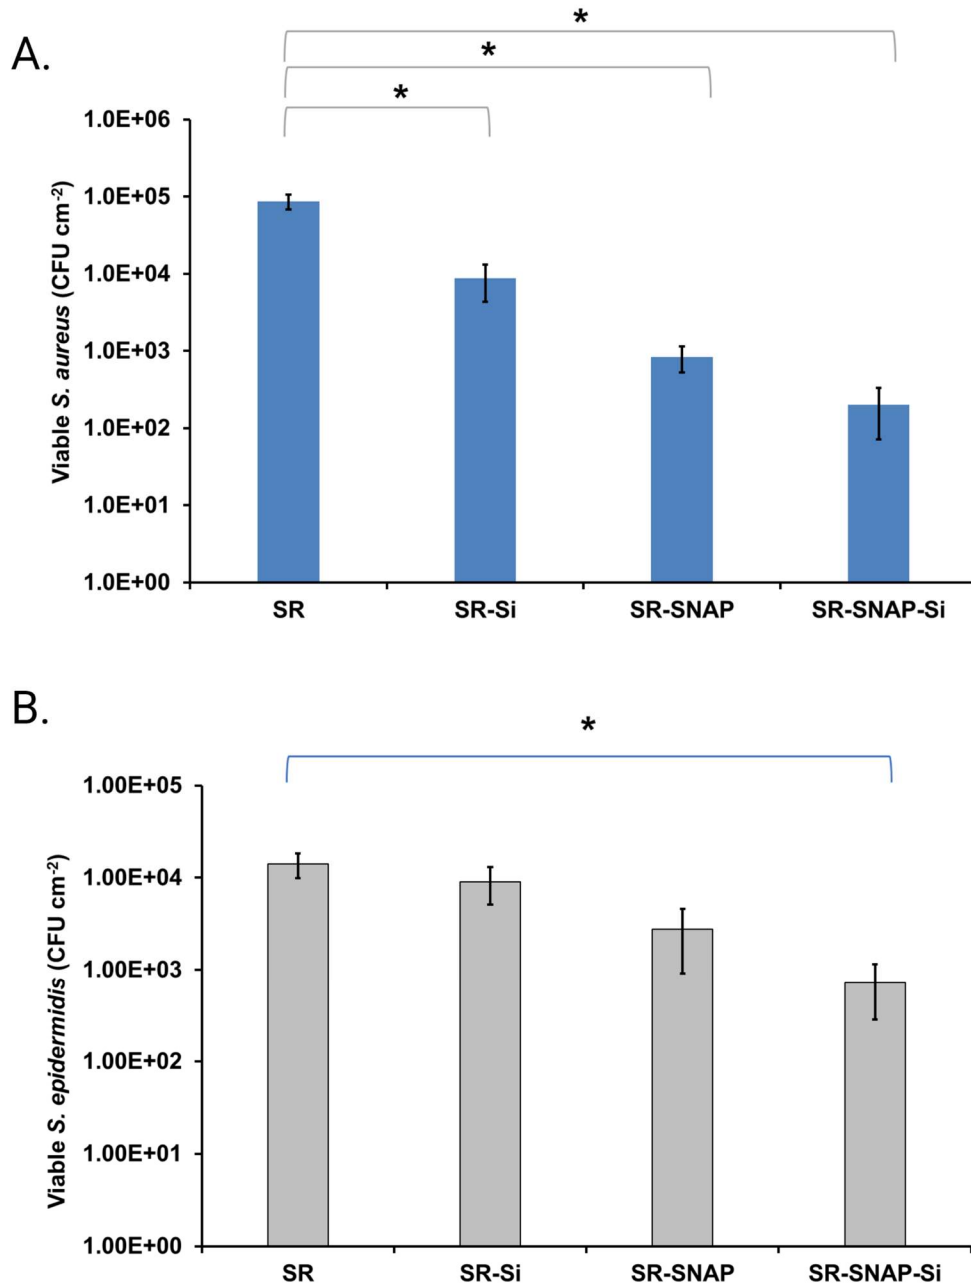 *
*
A.
*
1.0E+06
1.0E+05
1.0E+04
1.0E+03
1.0E+02
1.0E+01
1.0E+00
Viable S. aureus (CFU cm-2)
SR SR-Si SR-SNAP SR-SNAP-Si
B.
*
1.00E+05
1.00E+04
1.00E+03
1.00E+02
1.00E+01
1.00E+00
Viable S. epidermidis (CFU cm-2)
SR SR-Si SR-SNAP SR-SNAP-Si